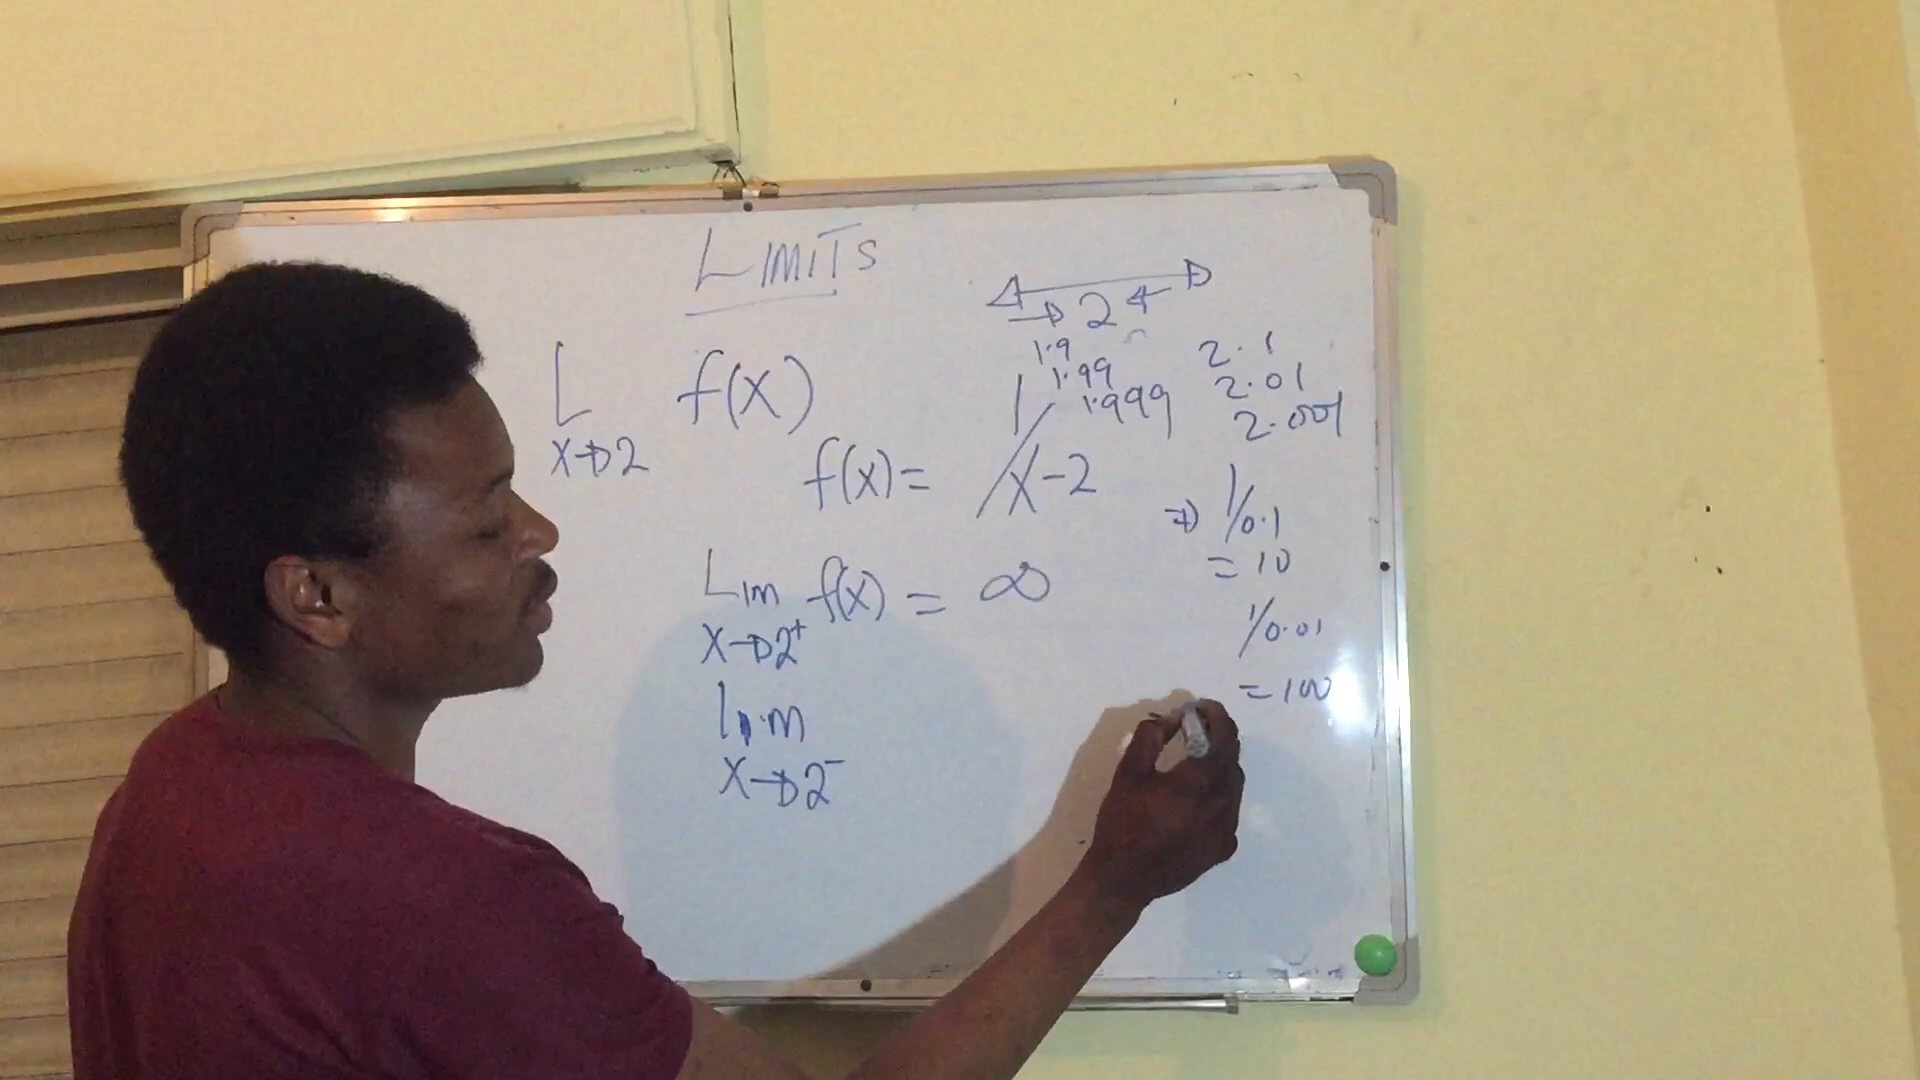 LIMITS
2
1.9
1.99
1.999
2.1
2.01
2.001
L f(x)
x→2
f(x) = 1/x-2
⇒ 1/0.1
= 10
Lim f(x) = ∞
x→2⁺
1/0.01
= 100
lim
x→2⁻